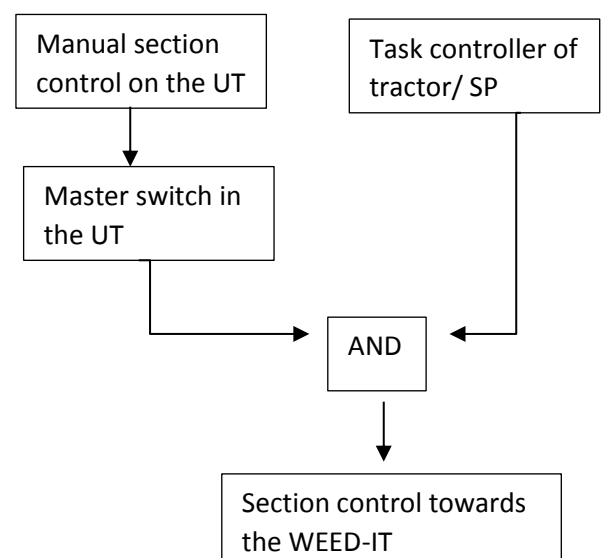 Manual section
control on the UT
Task controller of
tractor/ SP
Master switch in
the UT
AND
Section control towards
the WEED-IT